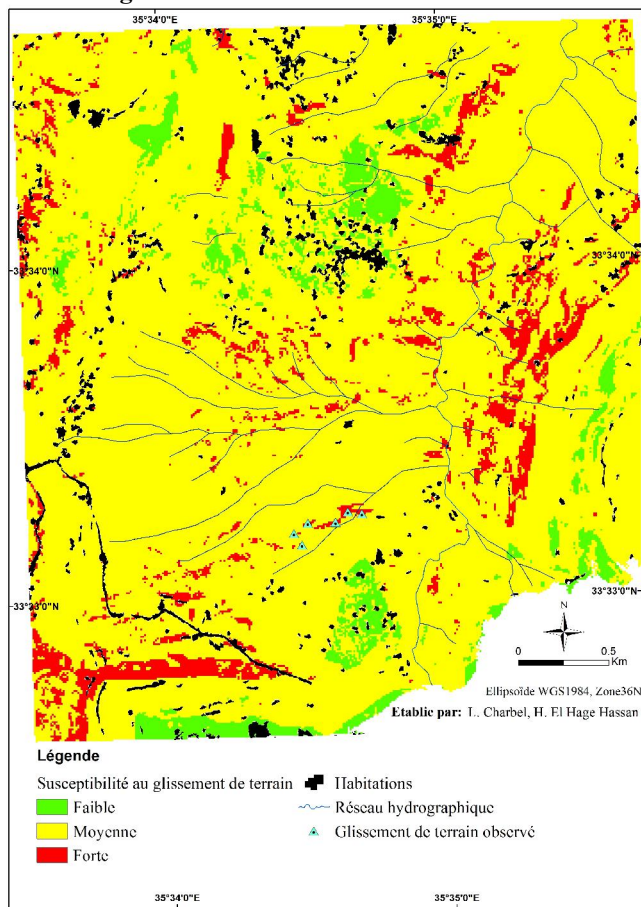 35°34'0"E 35°35'0"E
33°34'0"N 33°34'0"N
33°33'0"N 33°33'0"N
N
0 0.5
Km
Ellipsoïde WGS1984, Zone36N
Etablie par: L. Charbel, H. El Hage Hassan
Légende
Susceptibilité au glissement de terrain Habitations
Faible Réseau hydrographique
Moyenne Glissement de terrain observé
Forte
35°34'0"E 35°35'0"E